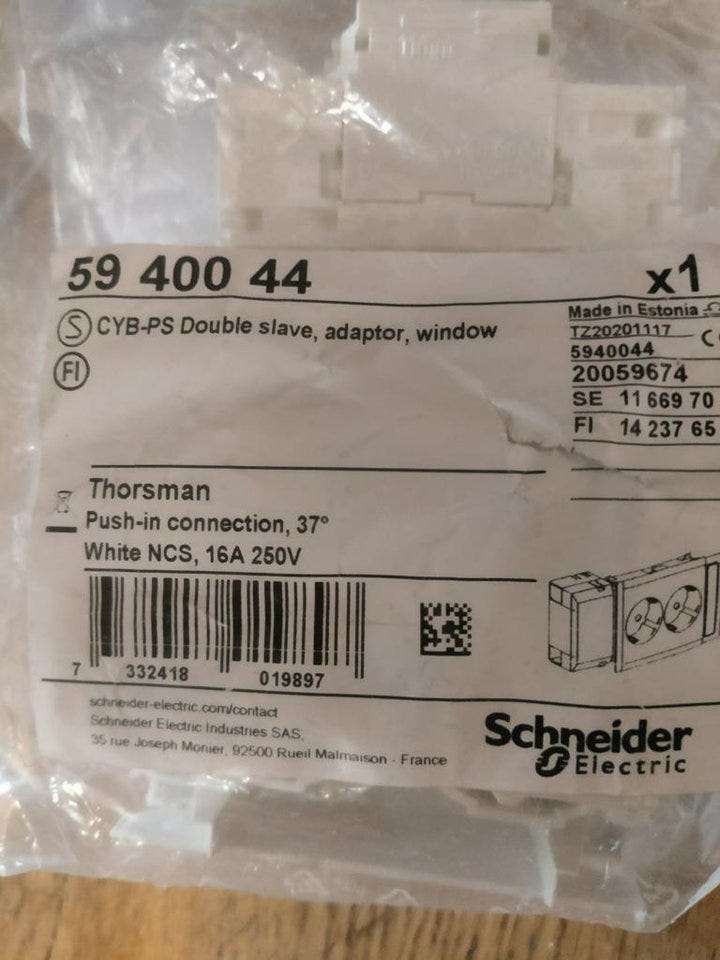 59 400 44
x1
S CYB-PS Double slave, adaptor, window
FI
Made in Estonia
TZ20201117
5940044
20059674
SE 11 669 70
FI 14 237 65
Thorsman
Push-in connection, 37°
White NCS, 16A 250V
7 332418 019897
schneider-electric.com/contact
Schneider Electric Industries SAS,
35 rue Joseph Monier, 92500 Rueil Malmaison - France
Schneider
Electric